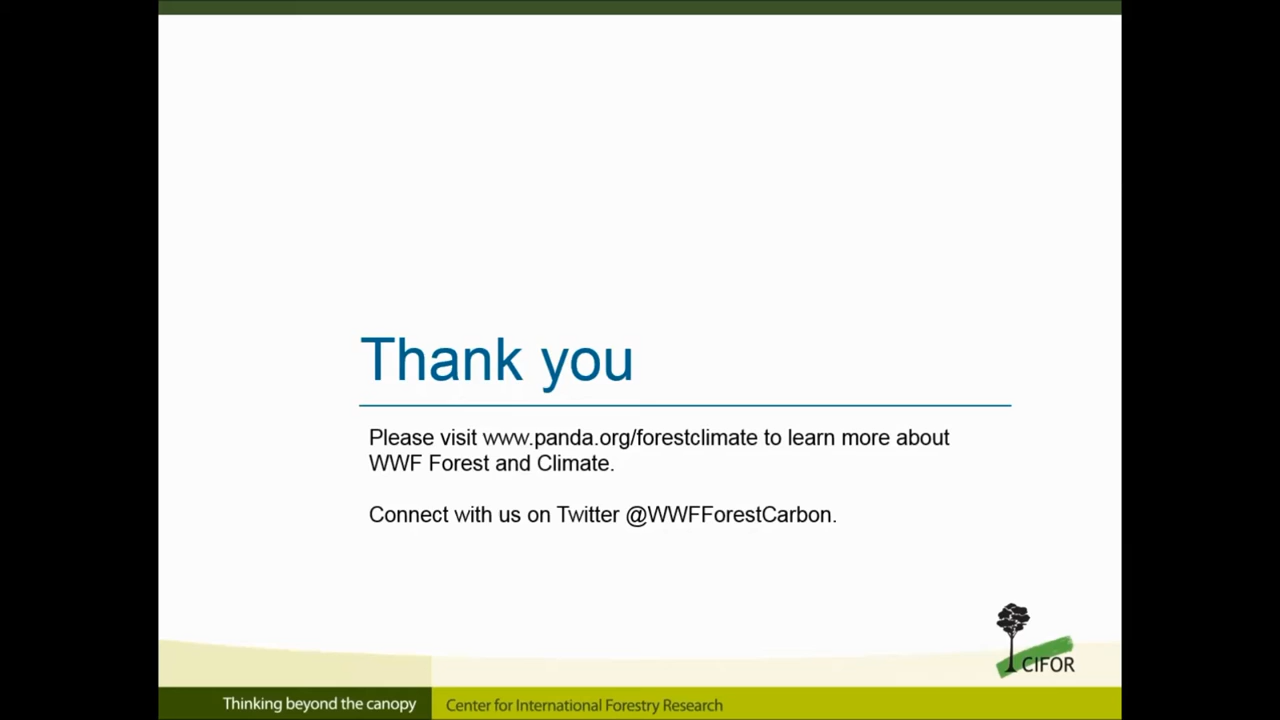 Thank you
Please visit www.panda.org/forestclimate to learn more about
WWF Forest and Climate.
Connect with us on Twitter @WWFForestCarbon.
CIFOR
Thinking beyond the canopy
Center for International Forestry Research